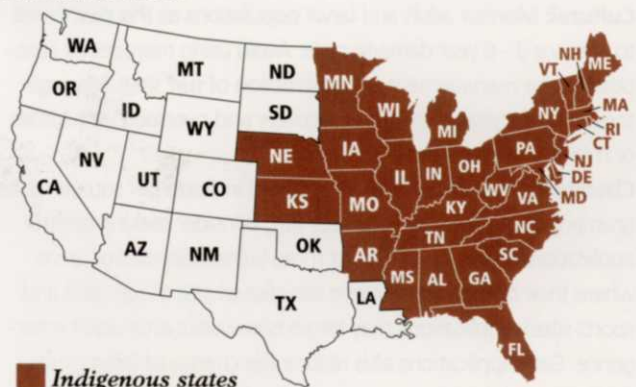 WA
MT
ND
MN
OR
ID
SD
WI
MI
VT
NH
ME
WY
NY
MA
RI
CT
NV
UT
NE
IA
PA
NJ
DE
MD
CA
CO
IL
IN
OH
WV
VA
KS
MO
KY
AZ
NM
OK
AR
TN
NC
SC
TX
LA
MS
AL
GA
FL
Indigenous states